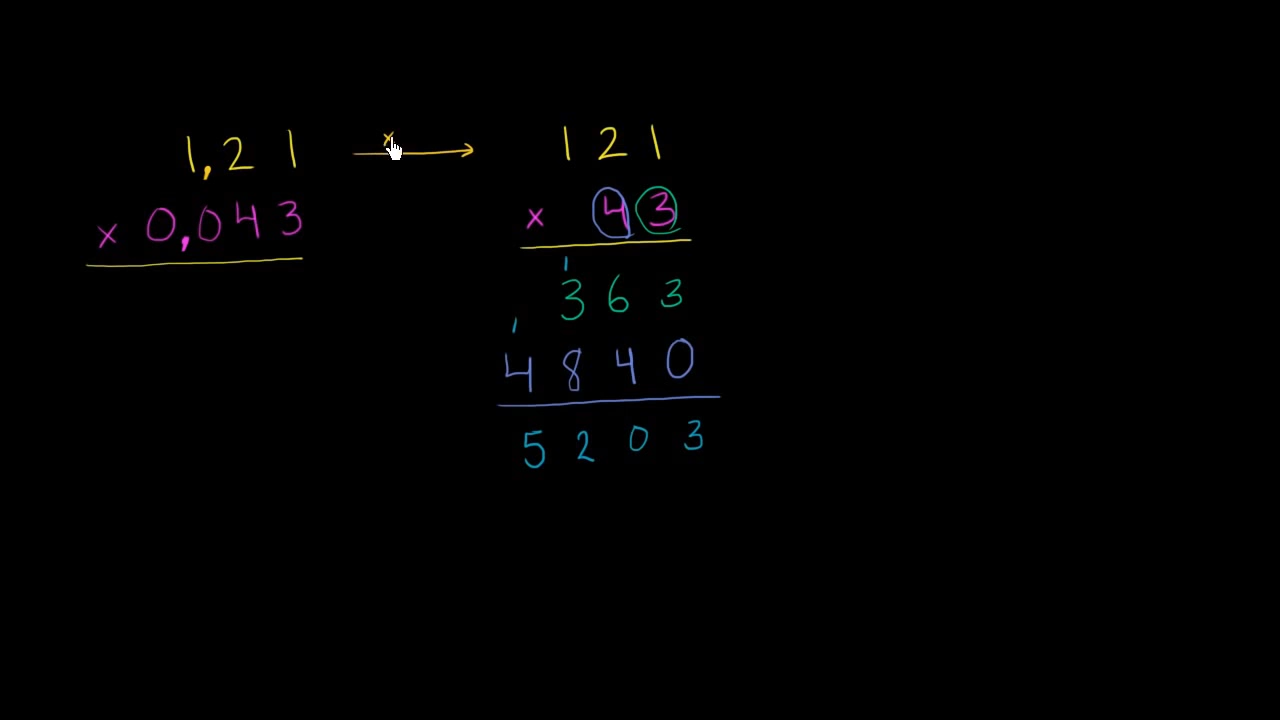 1,21 × → 121
× 0,043 × 43
1
363
1
4840
5203